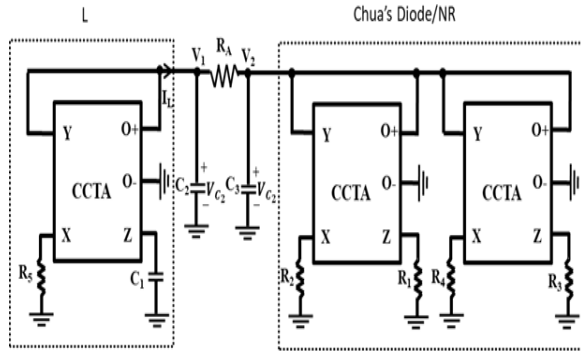 L
Chua's Diode/NR
V1 RA V2
IL
Y O+
O-
CCTA
X Z
R5
C1
C2 + VC2 -
C3 + VC2 -
Y O+
O-
CCTA
X Z
R2
R1
Y O+
O-
CCTA
X Z
R4
R3